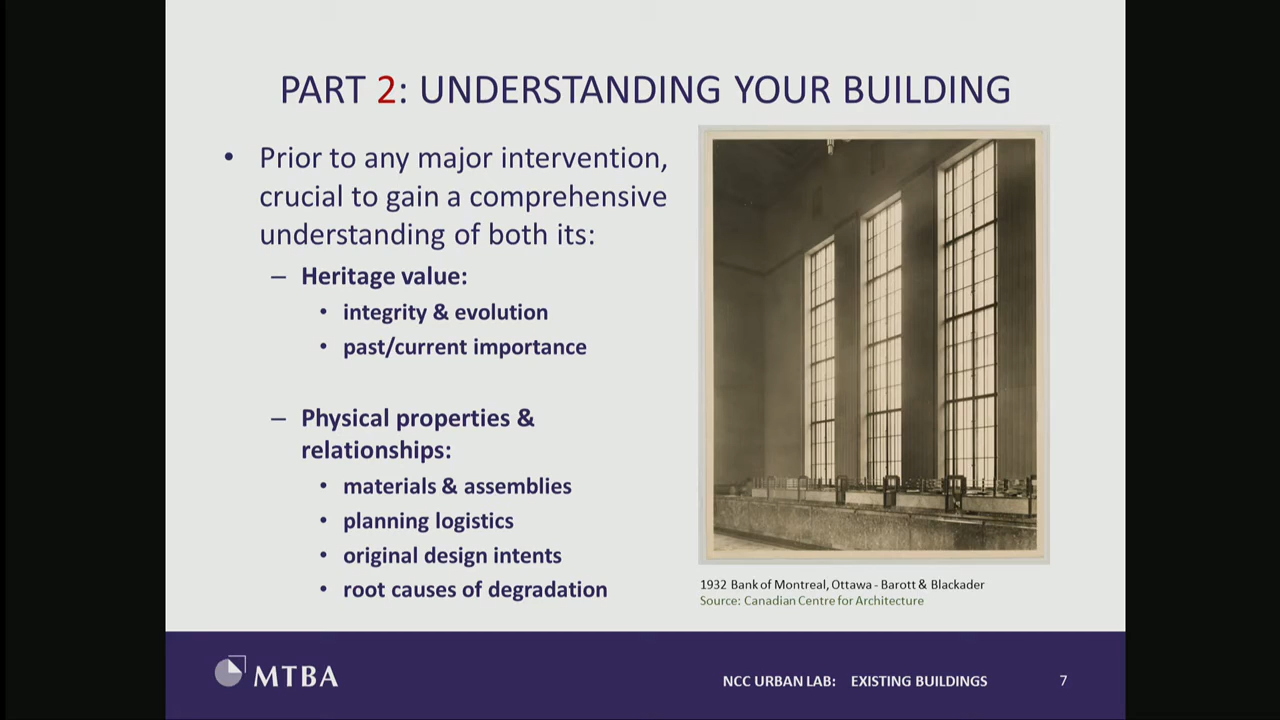 PART 2: UNDERSTANDING YOUR BUILDING
• Prior to any major intervention,
crucial to gain a comprehensive
understanding of both its:
– Heritage value:
• integrity & evolution
• past/current importance
– Physical properties &
relationships:
• materials & assemblies
• planning logistics
• original design intents
• root causes of degradation
1932 Bank of Montreal, Ottawa - Barott & Blackader
Source: Canadian Centre for Architecture
MTBA
NCC URBAN LAB: EXISTING BUILDINGS
7